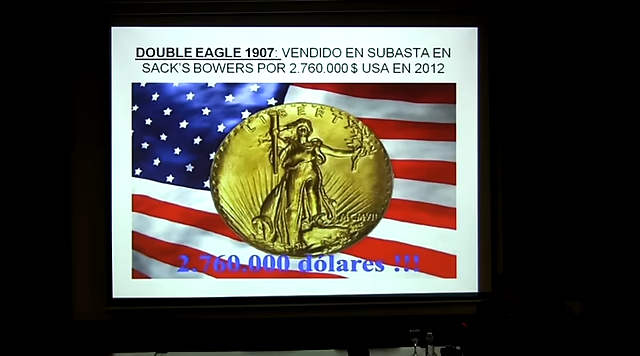 DOUBLE EAGLE 1907: VENDIDO EN SUBASTA EN
SACK'S BOWERS POR 2.760.000 $ USA EN 2012
LIBERTY
MCMVII
2.760.000 dólares !!!